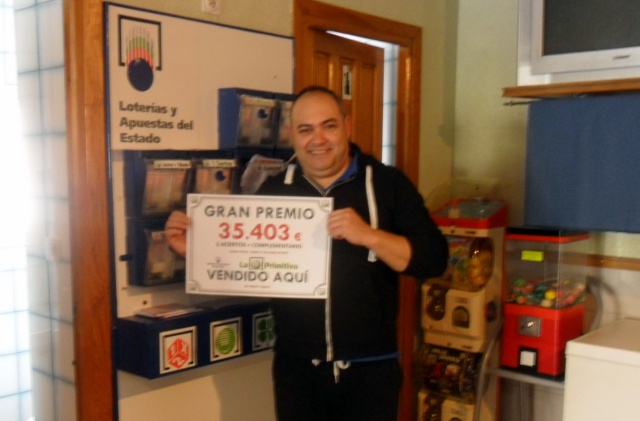 Loterías y
Apuestas del
Estado
GRAN PREMIO
35.403 €
5 ACIERTOS + COMPLEMENTARIO
La Primitiva
VENDIDO AQUÍ